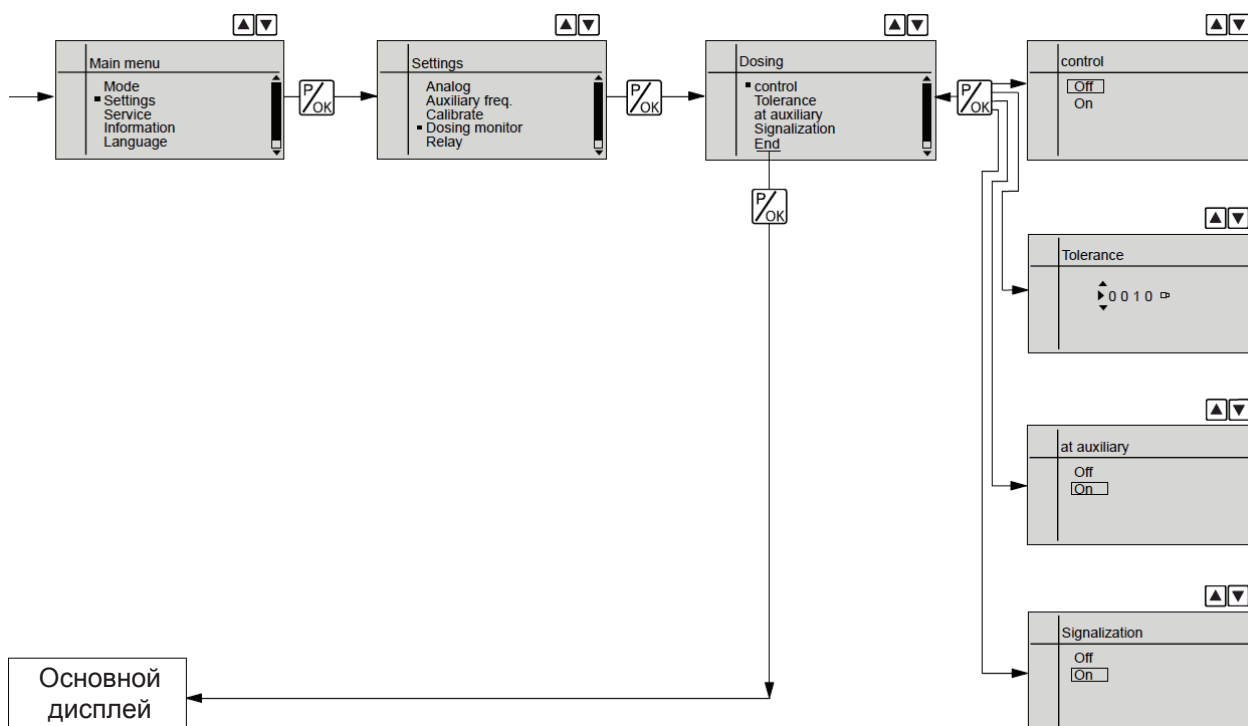 Main menu
Mode
Settings
Service
Information
Language
P/OK
Settings
Analog
Auxiliary freq.
Calibrate
Dosing monitor
Relay
P/OK
Dosing
control
Tolerance
at auxiliary
Signalization
End
P/OK
P/OK
control
Off
On
Tolerance
0010
at auxiliary
Off
On
Signalization
Off
On
Основной
дисплей